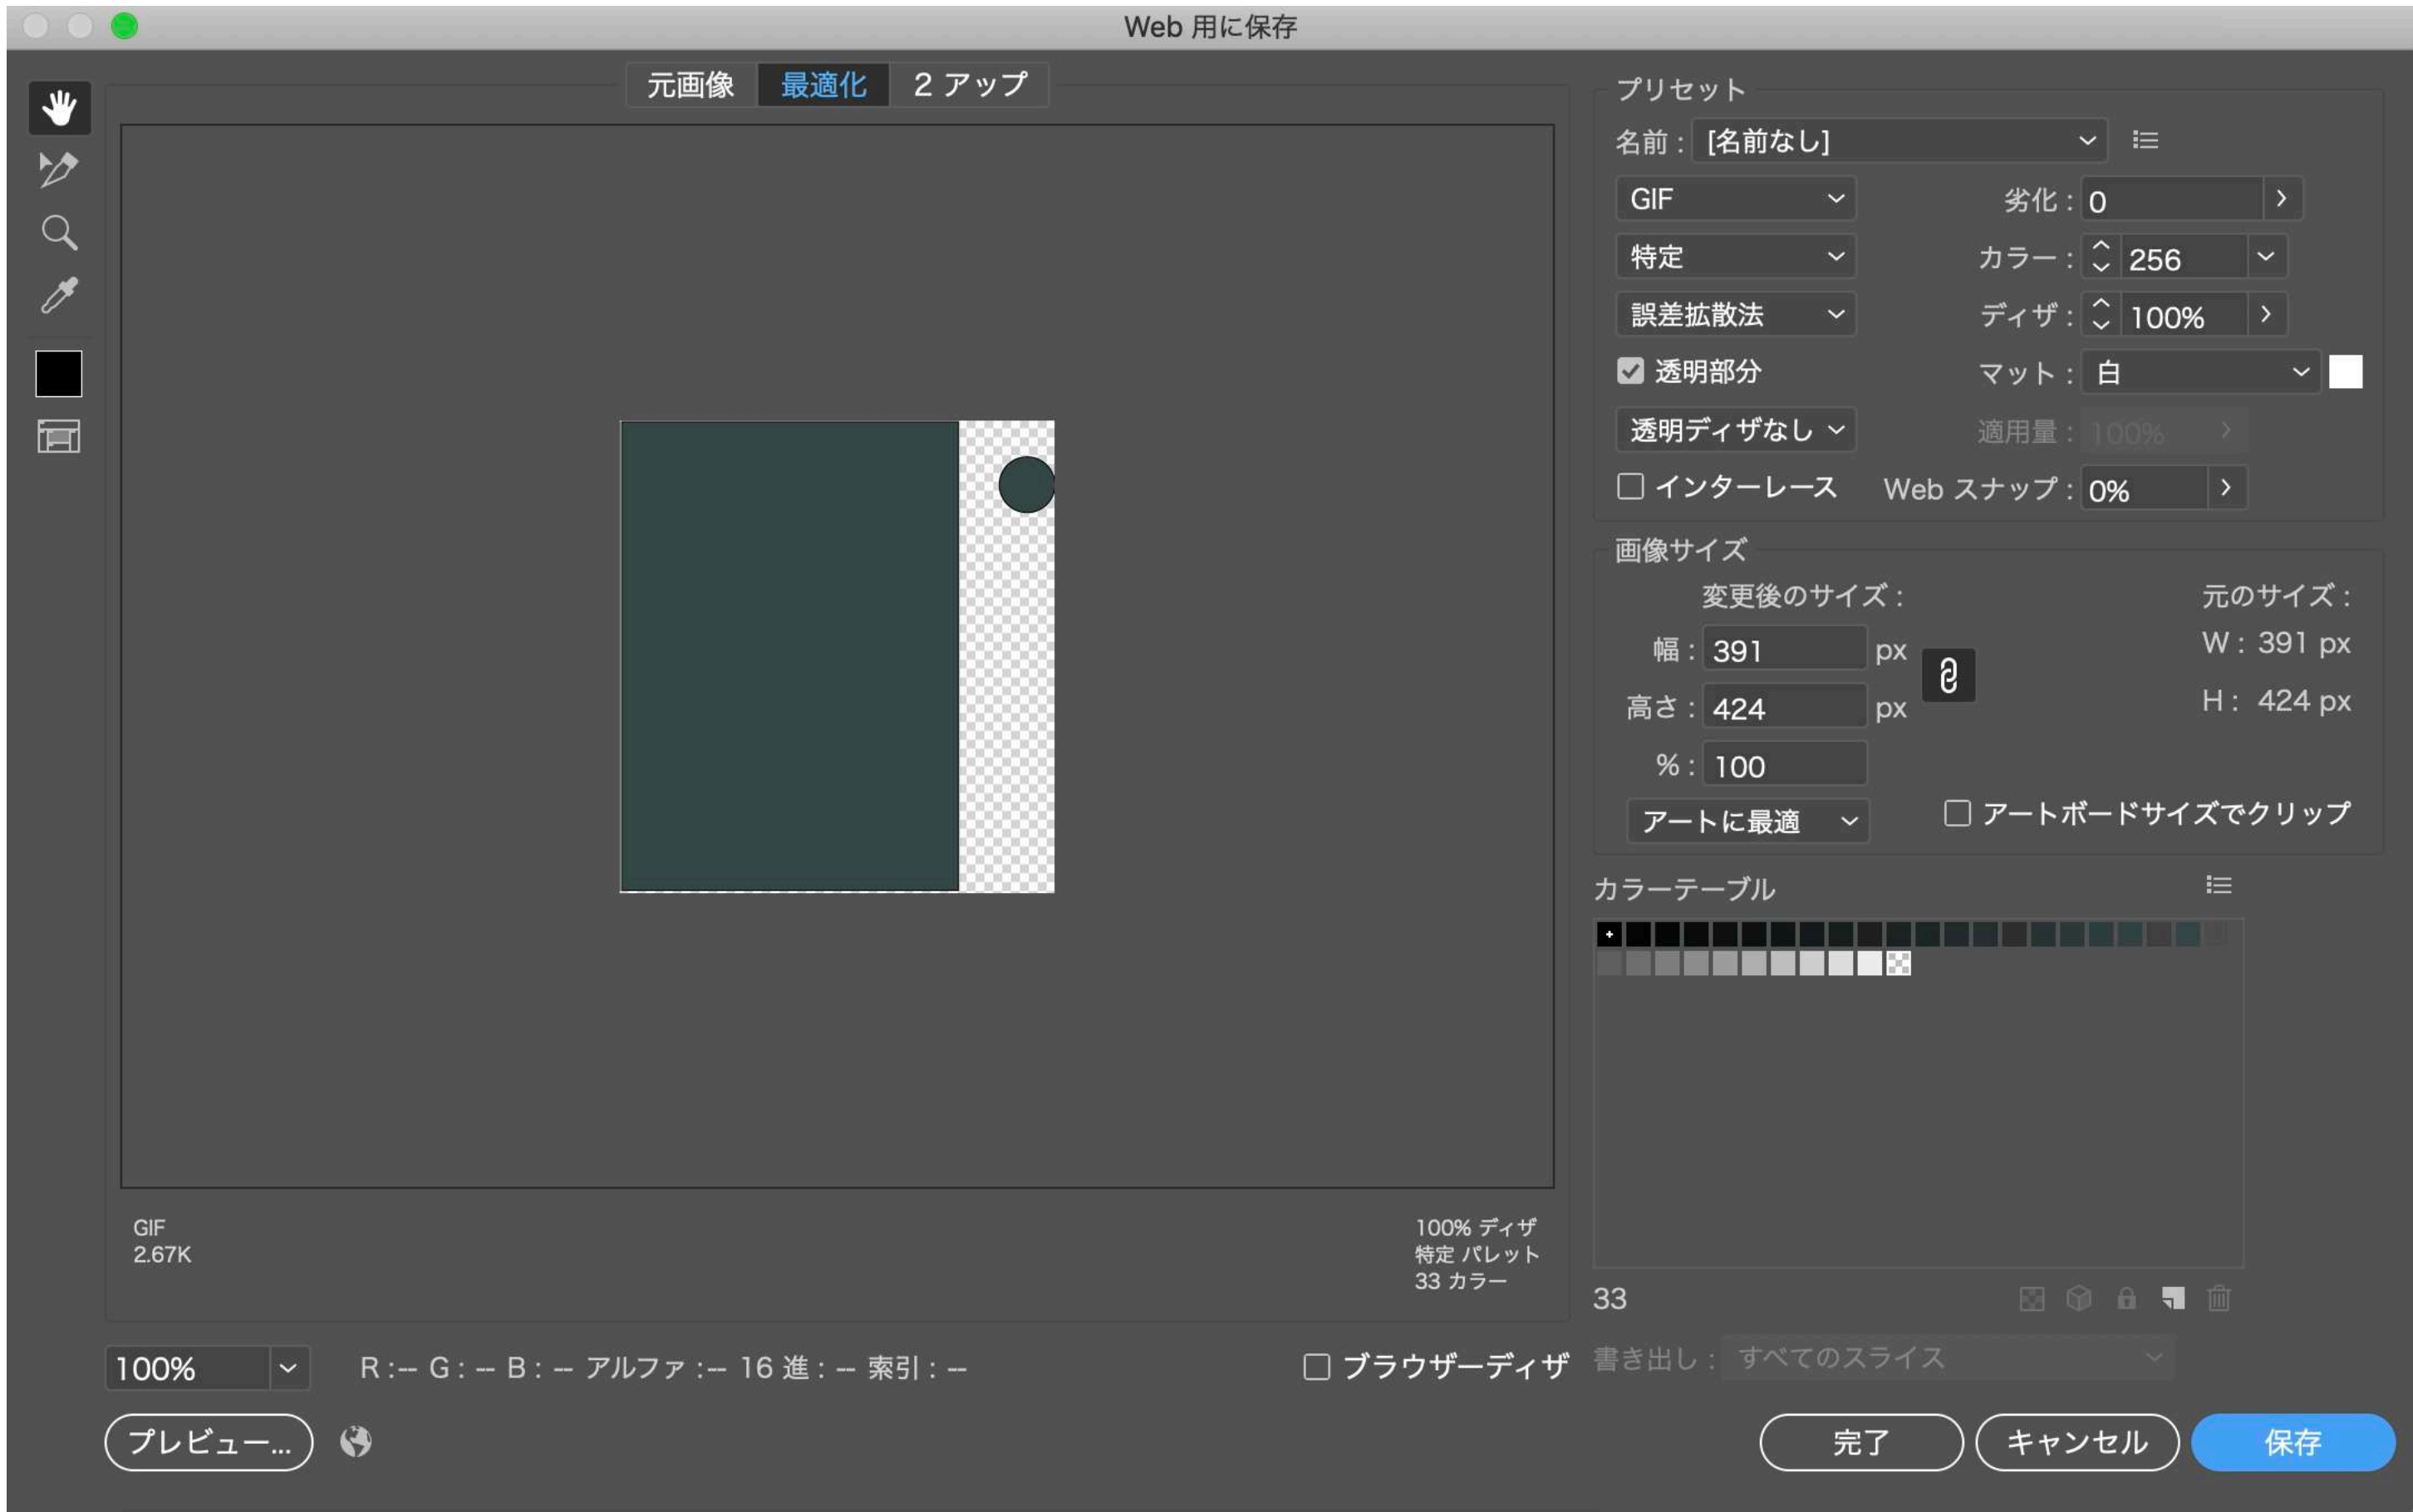 Web 用に保存
元画像 最適化 2 アップ
プリセット
名前 : [名前なし]
GIF 劣化 : 0
特定 カラー : 256
誤差拡散法 ディザ : 100%
透明部分 マット : 白
透明ディザなし 適用量 : 100%
インターレース Web スナップ : 0%
画像サイズ
変更後のサイズ : 元のサイズ :
幅 : 391 px W : 391 px
高さ : 424 px H : 424 px
% : 100
アートに最適 アートボードサイズでクリップ
カラーテーブル
GIF
2.67K
100% ディザ
特定 パレット
33 カラー
33
100% R :-- G : -- B : -- アルファ :-- 16 進 : -- 索引 : -- ブラウザーディザ 書き出し : すべてのスライス
プレビュー... 完了 キャンセル 保存